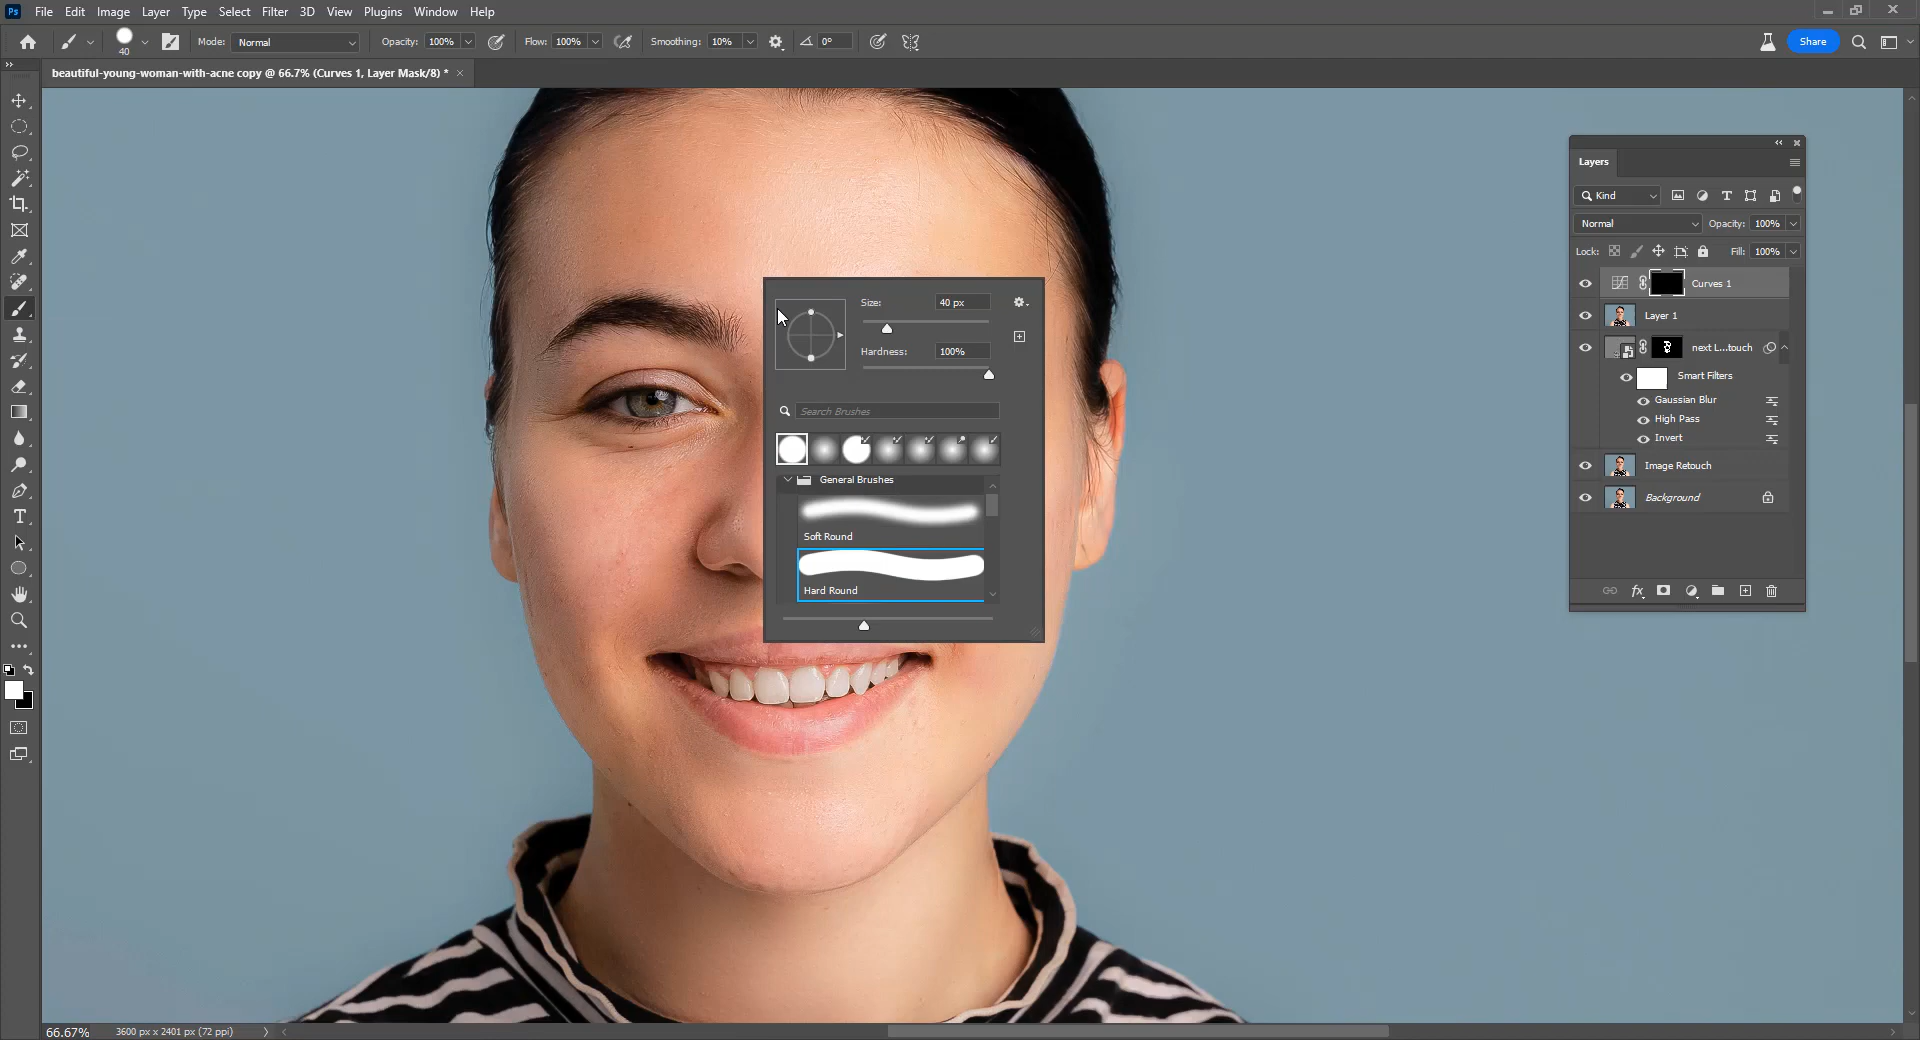 Ps File Edit Image Layer Type Select Filter 3D View Plugins Window Help
40 Mode: Normal Opacity: 100% Flow: 100% Smoothing: 10% 0° Share
beautiful-young-woman-with-acne copy @ 66.7% (Curves 1, Layer Mask/8) *
Layers
Kind
Normal Opacity: 100%
Lock: Fill: 100%
Curves 1
Layer 1
next L...touch
Smart Filters
Gaussian Blur
High Pass
Invert
Image Retouch
Background
Size: 40 px
Hardness: 100%
Search Brushes
General Brushes
Soft Round
Hard Round
66.67% 3600 px x 2401 px (72 ppi)